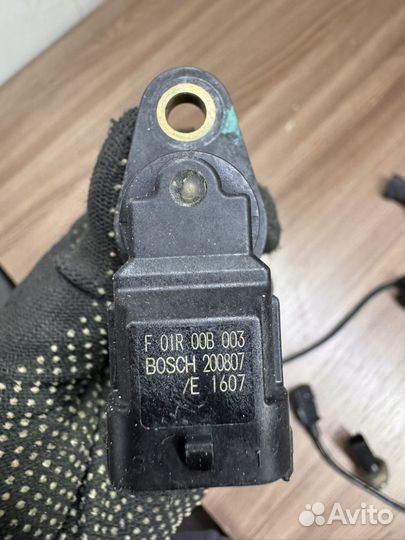 F 01R 00B 003
BOSCH 200807
/E 1607
Avito